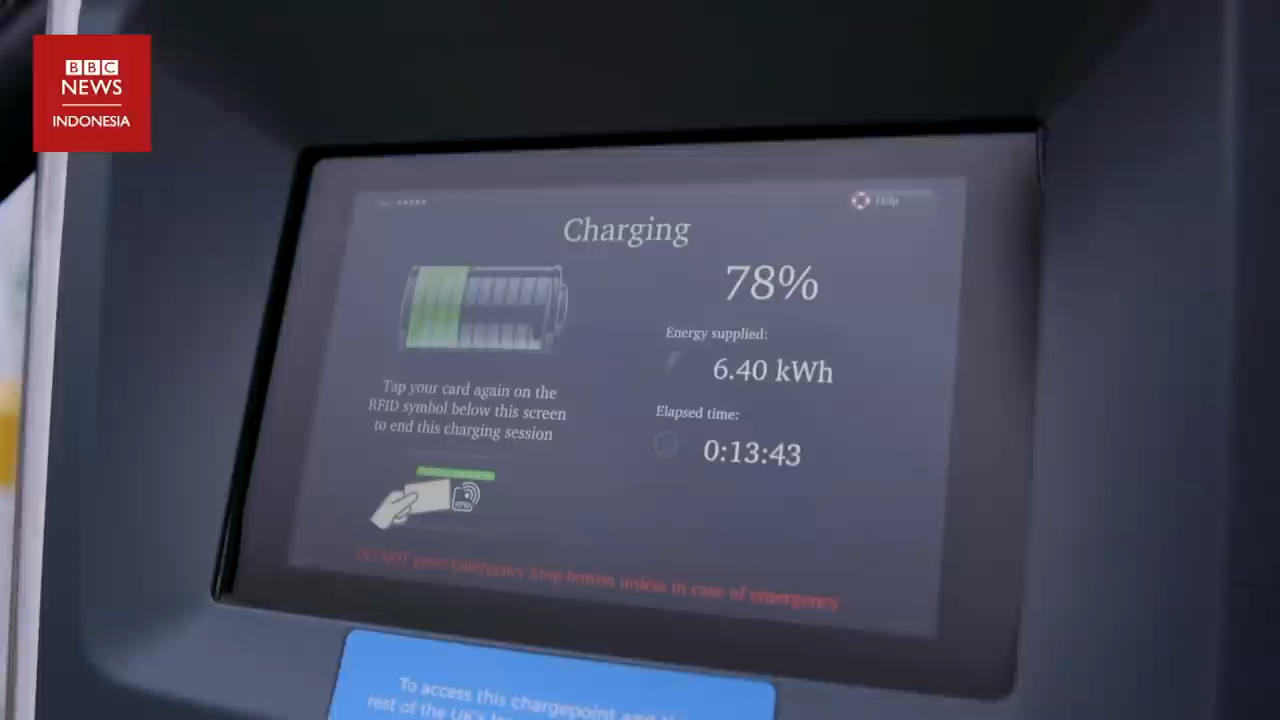 BBC
NEWS
INDONESIA
Help
Charging
78%
Energy supplied:
6.40 kWh
Elapsed time:
0:13:43
Tap your card again on the
RFID symbol below this screen
to end this charging session
RFID
DO NOT press emergency stop button unless in case of emergency
To access this chargepoint and
rest of the UK's